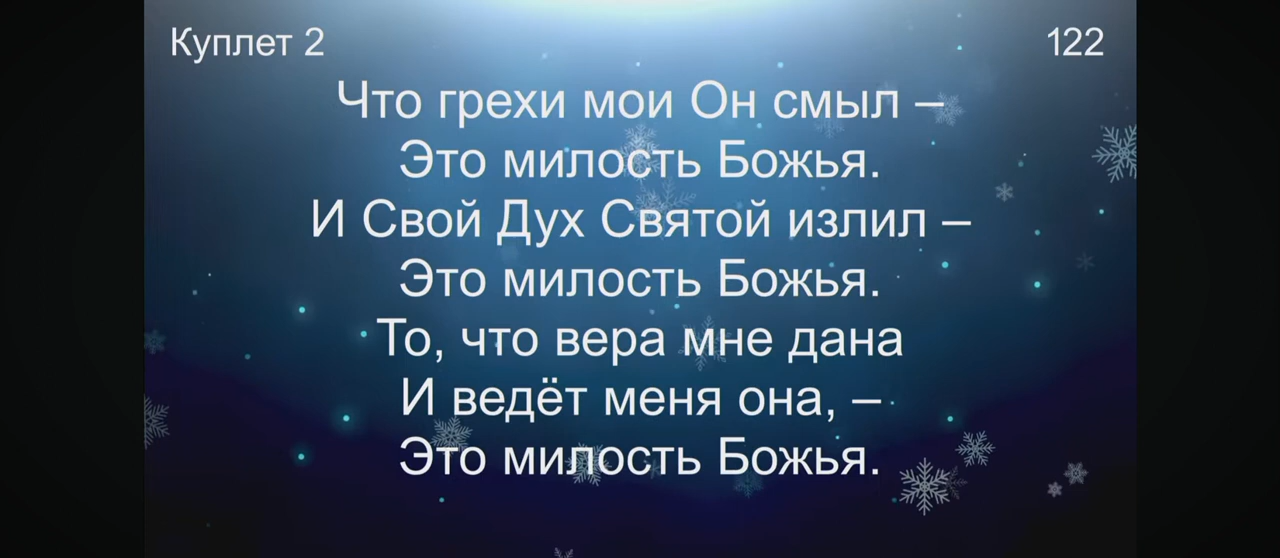 Куплет 2
122
Что грехи мои Он смыл –
Это милость Божья.
И Свой Дух Святой излил –
Это милость Божья.
То, что вера мне дана
И ведёт меня она, –
Это милость Божья.